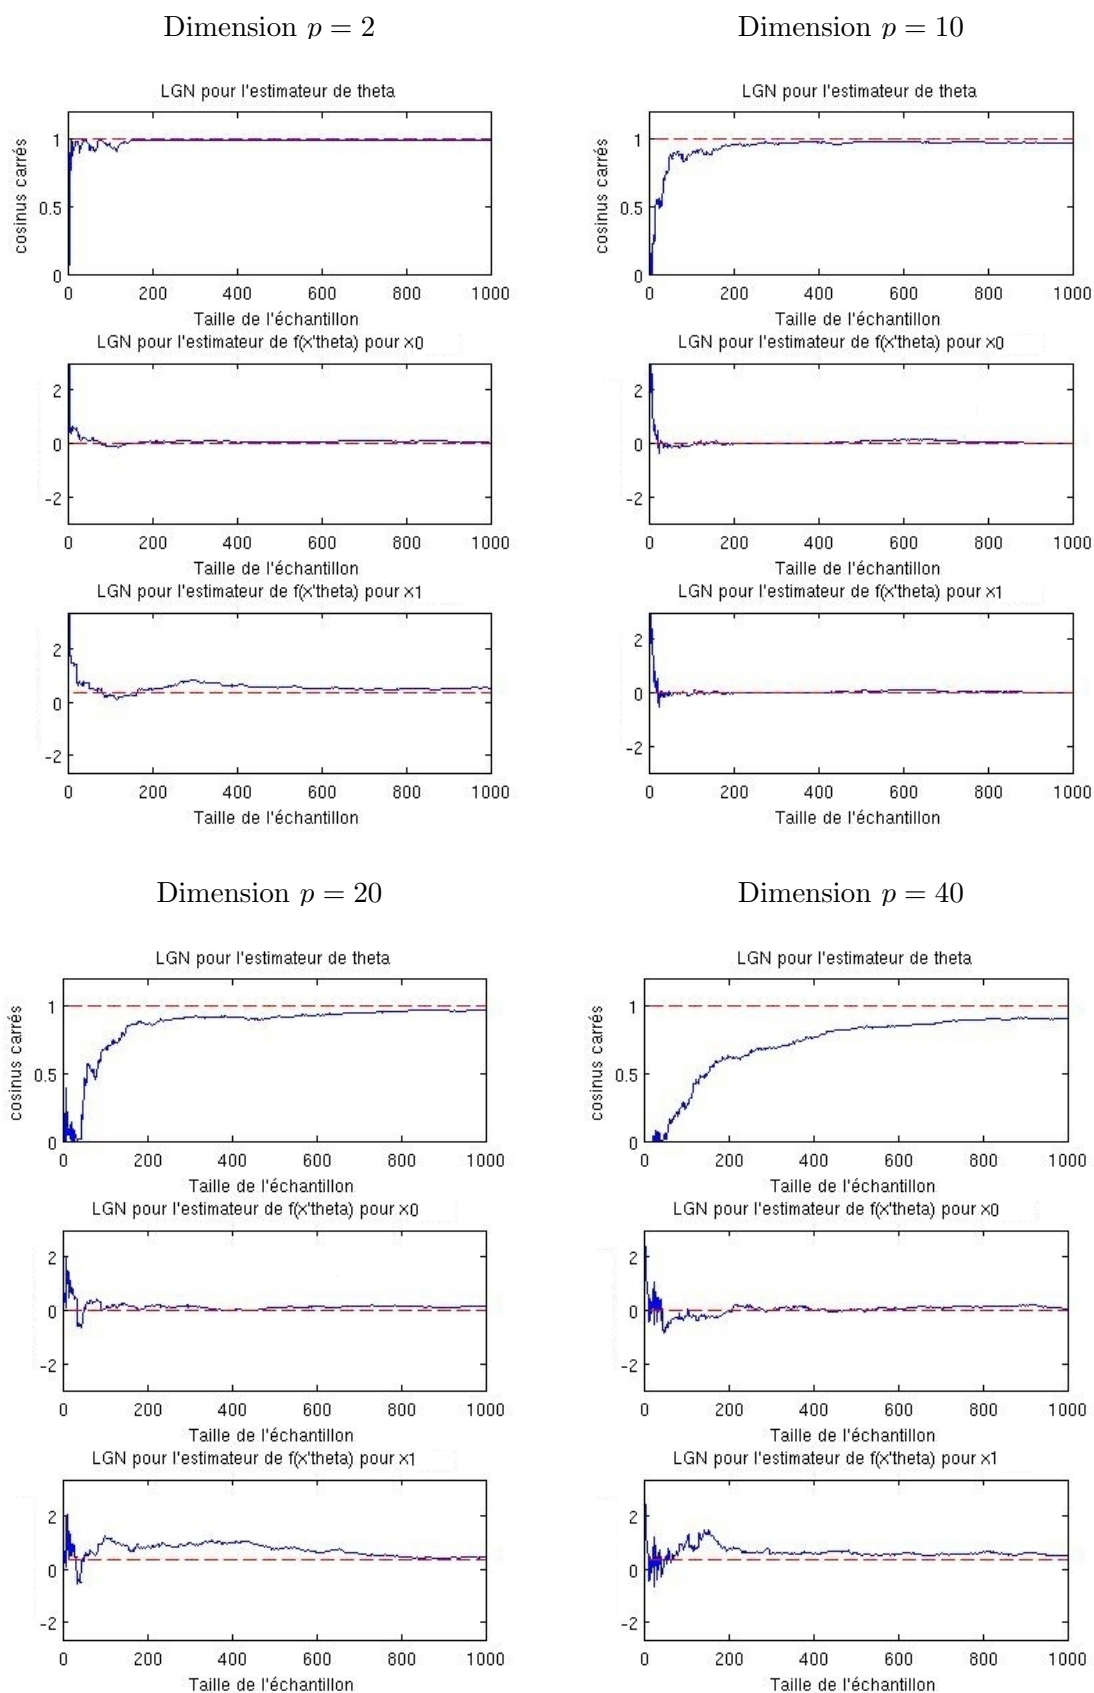 Dimension p = 2
LGN pour l'estimateur de theta
cosinus carrés
1
0.5
0
0 200 400 600 800 1000
Taille de l'échantillon
LGN pour l'estimateur de f(x'theta) pour x0
2
0
-2
0 200 400 600 800 1000
Taille de l'échantillon
LGN pour l'estimateur de f(x'theta) pour x1
2
0
-2
0 200 400 600 800 1000
Taille de l'échantillon
Dimension p = 10
LGN pour l'estimateur de theta
cosinus carrés
1
0.5
0
0 200 400 600 800 1000
Taille de l'échantillon
LGN pour l'estimateur de f(x'theta) pour x0
2
0
-2
0 200 400 600 800 1000
Taille de l'échantillon
LGN pour l'estimateur de f(x'theta) pour x1
2
0
-2
0 200 400 600 800 1000
Taille de l'échantillon
Dimension p = 20
LGN pour l'estimateur de theta
cosinus carrés
1
0.5
0
0 200 400 600 800 1000
Taille de l'échantillon
LGN pour l'estimateur de f(x'theta) pour x0
2
0
-2
0 200 400 600 800 1000
Taille de l'échantillon
LGN pour l'estimateur de f(x'theta) pour x1
2
0
-2
0 200 400 600 800 1000
Taille de l'échantillon
Dimension p = 40
LGN pour l'estimateur de theta
cosinus carrés
1
0.5
0
0 200 400 600 800 1000
Taille de l'échantillon
LGN pour l'estimateur de f(x'theta) pour x0
2
0
-2
0 200 400 600 800 1000
Taille de l'échantillon
LGN pour l'estimateur de f(x'theta) pour x1
2
0
-2
0 200 400 600 800 1000
Taille de l'échantillon